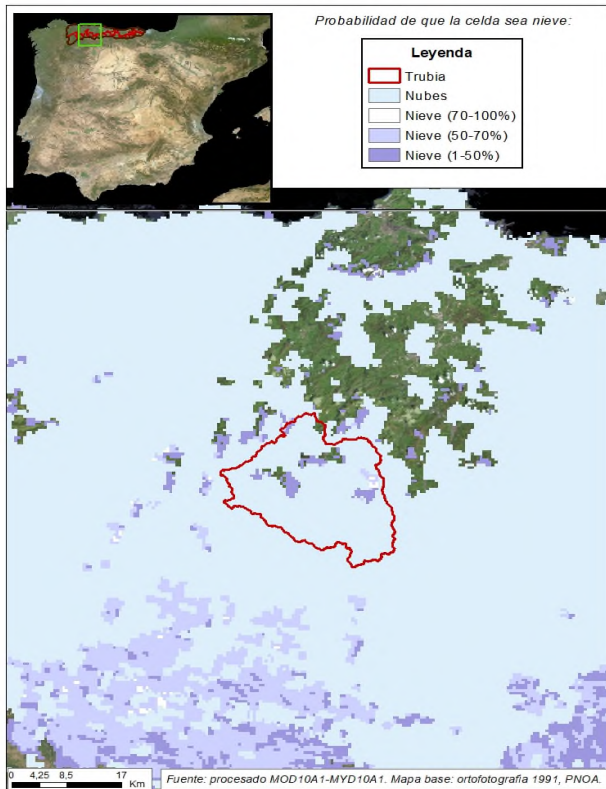 Probabilidad de que la celda sea nieve:
Leyenda
Trubia
Nubes
Nieve (70-100%)
Nieve (50-70%)
Nieve (1-50%)
0 4,25 8,5 17
Km
Fuente: procesado MOD10A1-MYD10A1. Mapa base: ortofotografia 1991, PNOA.